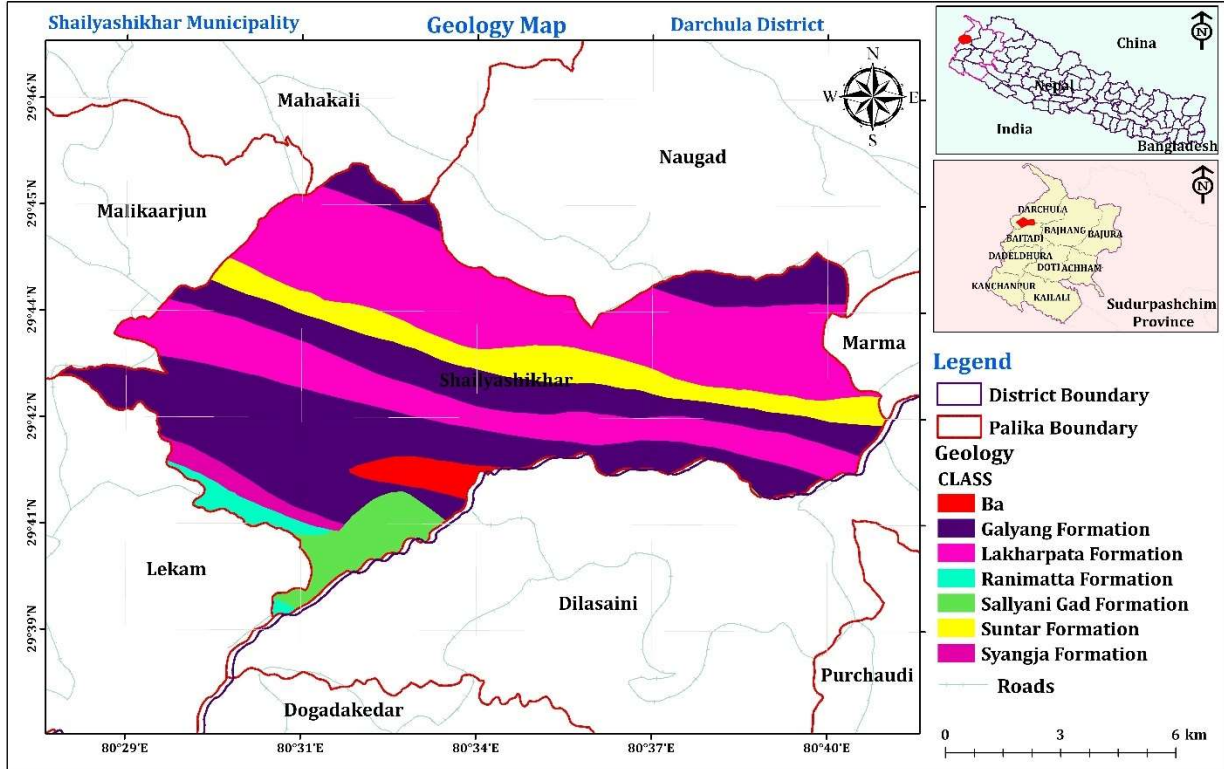 Shailyashikhar Municipality
Geology Map
Darchula District
29°46'N
29°45'N
29°44'N
29°42'N
29°41'N
29°39'N
Mahakali
N
W
E
S
Naugad
Malikaarjun
Marma
Shailyashikhar
Lekam
Dilasaini
Purchaudi
Dogadakedar
80°29'E
80°31'E
80°34'E
80°37'E
80°40'E
N
China
Nepal
India
Bangladesh
N
DARCHULA
BAJHANG
BAJURA
BAITADI
DADELDHURA
DOTI
ACHHAM
KANCHANPUR
KAILALI
Sudurpashchim
Province
Legend
District Boundary
Palika Boundary
Geology
CLASS
Ba
Galyang Formation
Lakharpata Formation
Ranimatta Formation
Sallyani Gad Formation
Suntar Formation
Syangja Formation
Roads
0
3
6 km